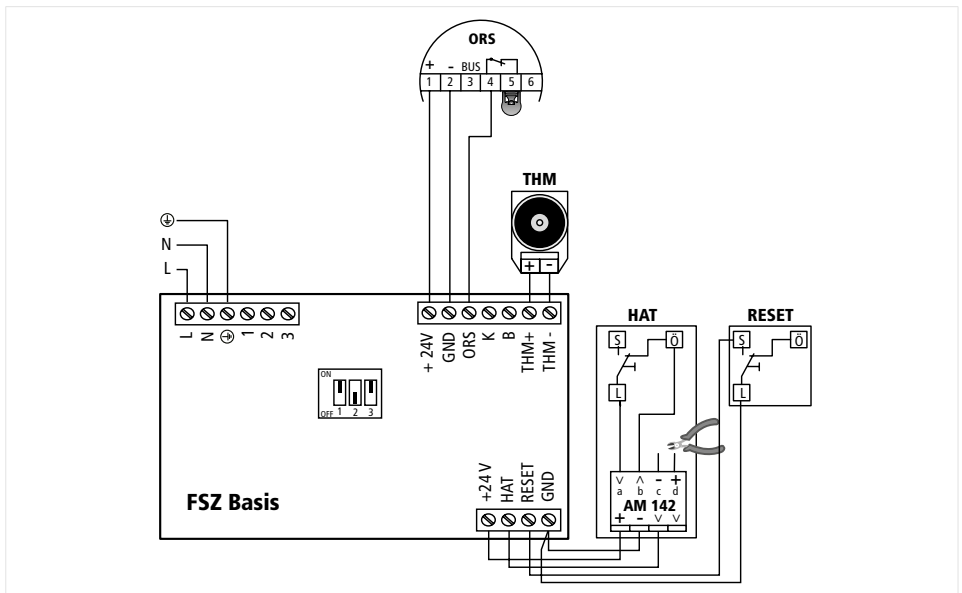 ORS
+ - BUS
1 2 3 4 5 6
THM
+ -
N
L
L N 1 2 3
+ 24V GND ORS K B THM+ THM -
ON
OFF 1 2 3
FSZ Basis
+24 V HAT RESET GND
HAT
S Ö
L
- +
a b c d
AM 142
+ -
RESET
S Ö
L